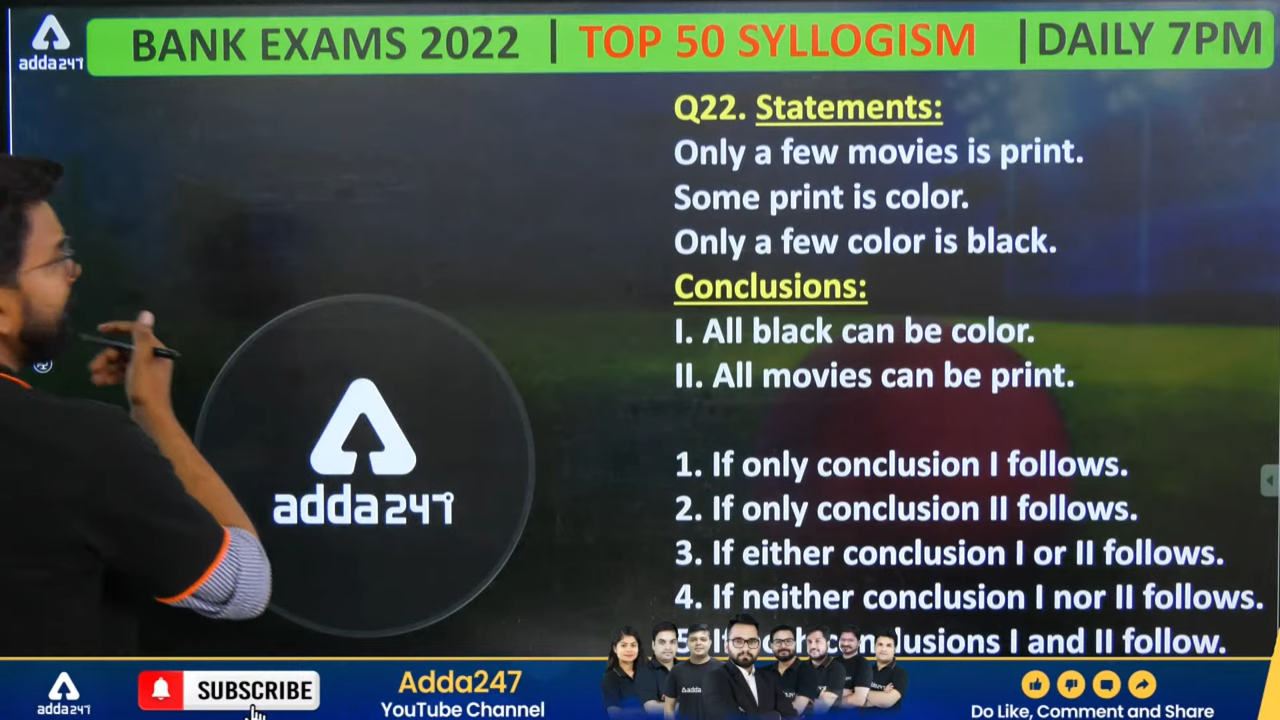 adda247
BANK EXAMS 2022 | TOP 50 SYLLOGISM | DAILY 7PM
Q22. Statements:
Only a few movies is print.
Some print is color.
Only a few color is black.
Conclusions:
I. All black can be color.
II. All movies can be print.
1. If only conclusion I follows.
2. If only conclusion II follows.
3. If either conclusion I or II follows.
4. If neither conclusion I nor II follows.
I and II follow.
adda247
adda247
SUBSCRIBE
Adda247
YouTube Channel
adda
Do Like, Comment and Share